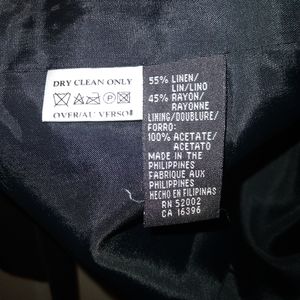 DRY CLEAN ONLY
P
OVER/AU VERSO!
55% LINEN/
LIN/LINO
45% RAYON/
RAYONNE
LINING/DOUBLURE/
FORRO:
100% ACETATE/
ACETATO
MADE IN THE
PHILIPPINES
FABRIQUE AUX
PHILIPPINES
HECHO EN FILIPINAS
RN 52002
CA 16396